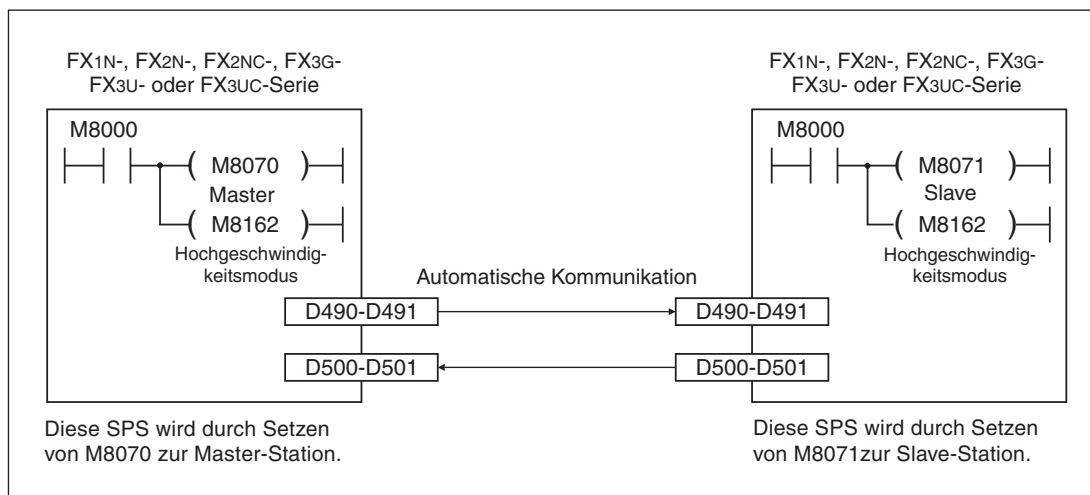 FX1N-, FX2N-, FX2NC-, FX3G-
FX3U- oder FX3UC-Serie
M8000
M8070
Master
M8162
Hochgeschwindig-
keitsmodus
D490-D491
D500-D501
Diese SPS wird durch Setzen
von M8070 zur Master-Station.
Automatische Kommunikation
FX1N-, FX2N-, FX2NC-, FX3G-
FX3U- oder FX3UC-Serie
M8000
M8071
Slave
M8162
Hochgeschwindig-
keitsmodus
D490-D491
D500-D501
Diese SPS wird durch Setzen
von M8071zur Slave-Station.